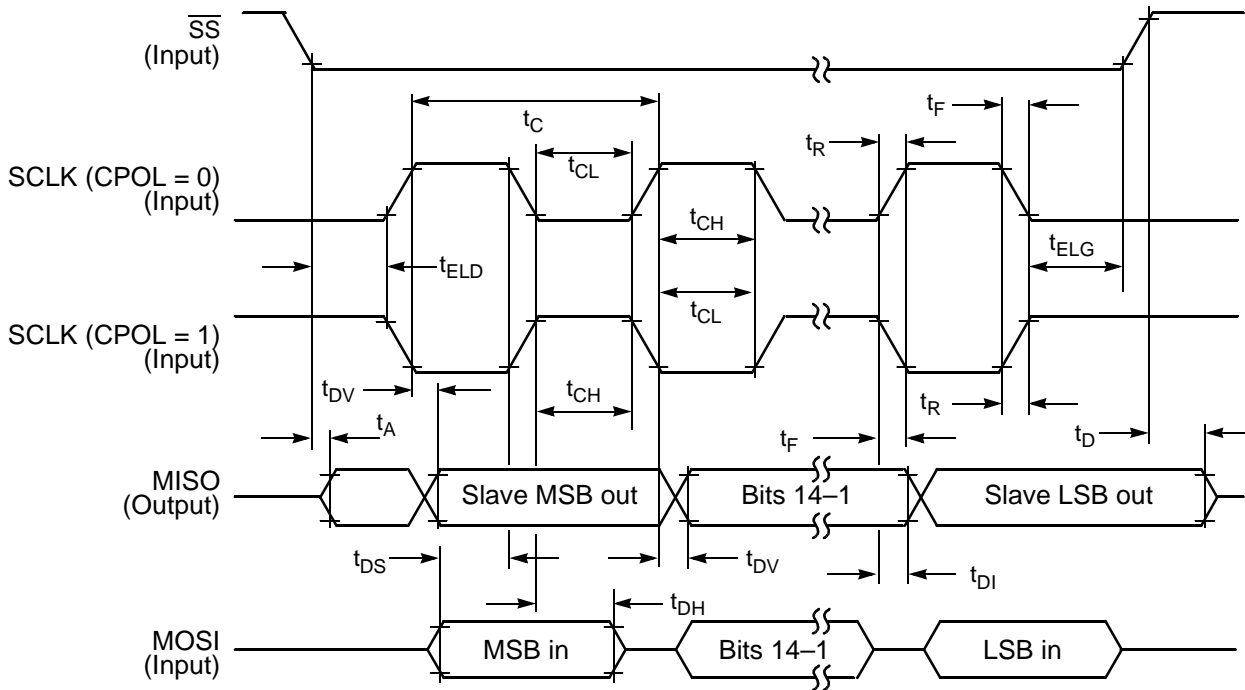 SS
(Input)
tF
tC
tR
SCLK (CPOL = 0)
(Input)
tCL
tCH
tELD
tELG
tCL
SCLK (CPOL = 1)
(Input)
tDV
tCH
tR
tA
tF
tD
MISO
(Output)
Slave MSB out
Bits 14–1
Slave LSB out
tDS
tDV
tDI
tDH
MOSI
(Input)
MSB in
Bits 14–1
LSB in